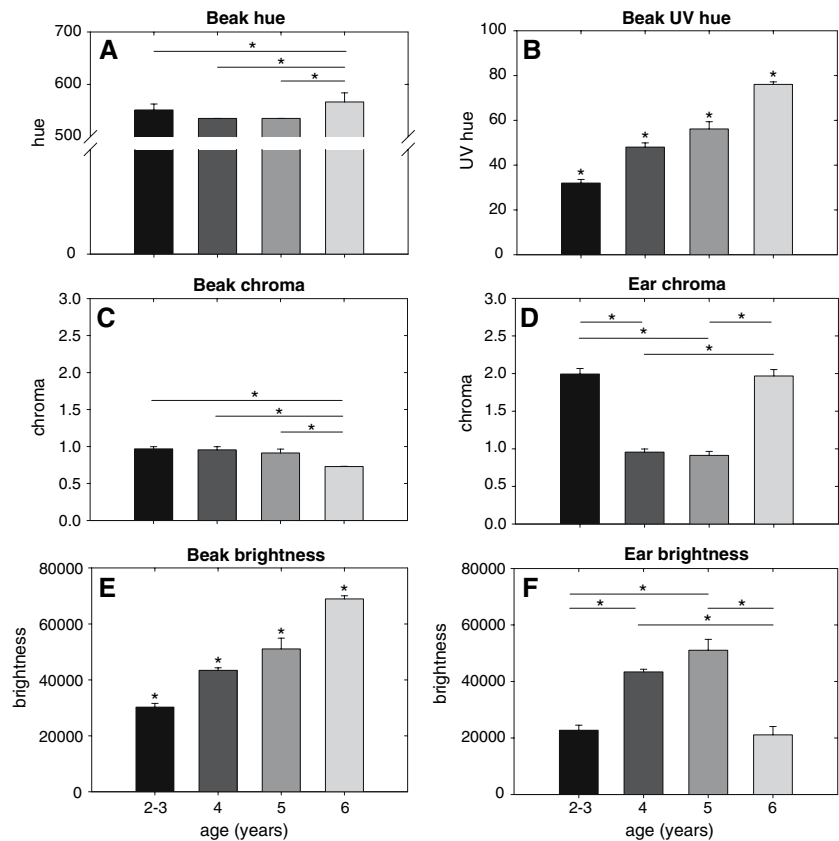 Beak hue
A
700
600
500
0
hue
*
*
*
Beak UV hue
B
100
80
60
40
20
0
UV hue
*
*
*
*
Beak chroma
C
3.0
2.5
2.0
1.5
1.0
0.5
0.0
chroma
*
*
*
Ear chroma
D
3.0
2.5
2.0
1.5
1.0
0.5
0.0
chroma
* *
*
*
Beak brightness
E
80000
60000
40000
20000
0
brightness
*
*
*
*
2-3 4 5 6
age (years)
Ear brightness
F
80000
60000
40000
20000
0
brightness
*
* *
*
2-3 4 5 6
age (years)